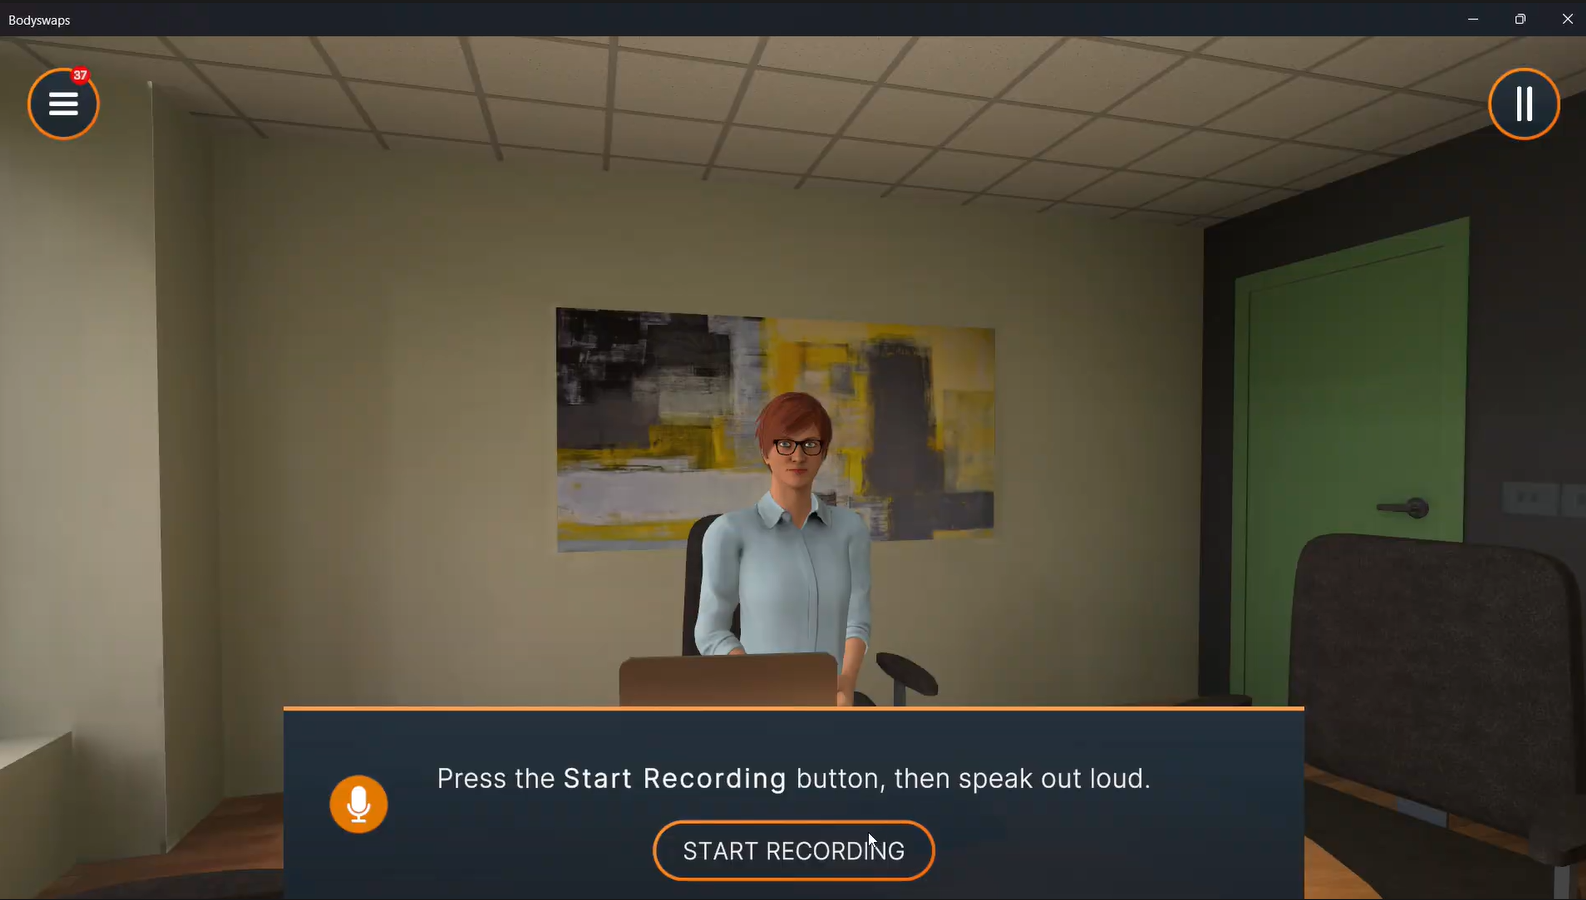 Bodyswaps
37
Press the Start Recording button, then speak out loud.
START RECORDING